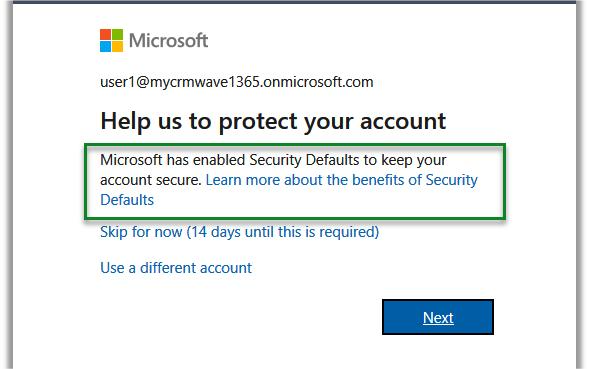 Microsoft
user1@mycrmwave1365.onmicrosoft.com
Help us to protect your account
Microsoft has enabled Security Defaults to keep your
account secure. Learn more about the benefits of Security
Defaults
Skip for now (14 days until this is required)
Use a different account
Next